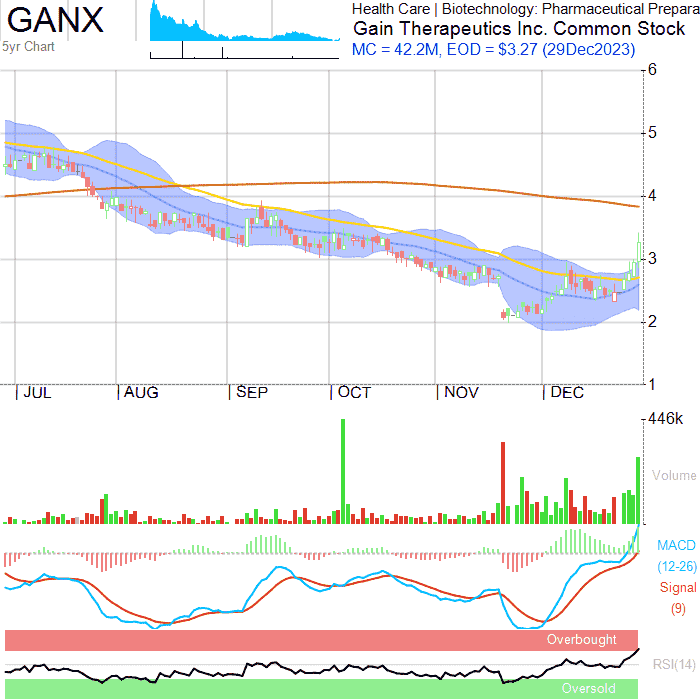 GANX
5yr Chart
Health Care | Biotechnology: Pharmaceutical Prepara
Gain Therapeutics Inc. Common Stock
MC = 42.2M, EOD = $3.27 (29Dec2023)
6
5
4
3
2
1
JUL AUG SEP OCT NOV DEC
446k
Volume
MACD
(12-26)
Signal
(9)
Overbought
RSI(14)
Oversold